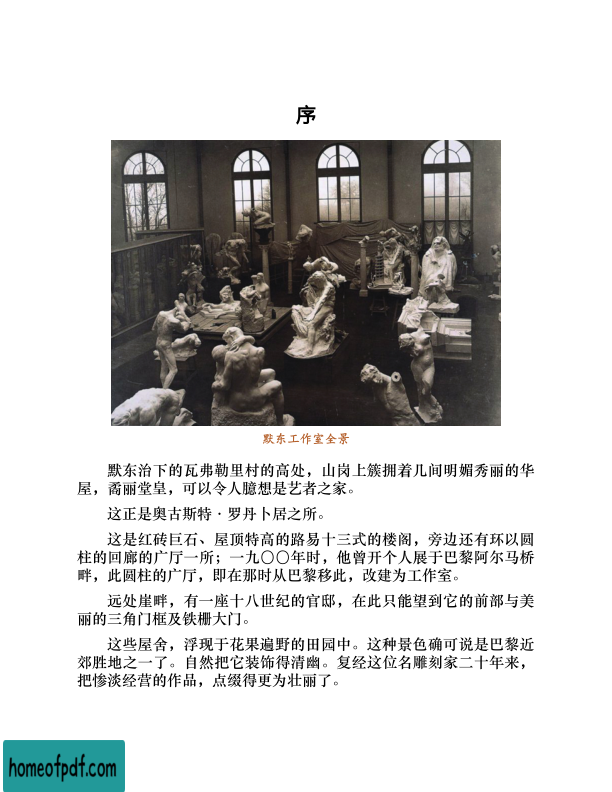 序
默东工作室全景
默东治下的瓦弗勒里村的高处，山岗上簇拥着几间明媚秀丽的华
屋，矞丽堂皇，可以令人臆想是艺者之家。
这正是奥古斯特·罗丹卜居之所。
这是红砖巨石、屋顶特高的路易十三式的楼阁，旁边还有环以圆
柱的回廊的广厅一所；一九〇〇年时，他曾开个人展于巴黎阿尔马桥
畔，此圆柱的广厅，即在那时从巴黎移此，改建为工作室。
远处崖畔，有一座十八世纪的官邸，在此只能望到它的前部与美
丽的三角门框及铁栅大门。
这些屋舍，浮现于花果遍野的田园中。这种景色确可说是巴黎近
郊胜地之一了。自然把它装饰得清幽。复经这位名雕刻家二十年来，
把惨淡经营的作品，点缀得更为壮丽了。
homeofpdf.com